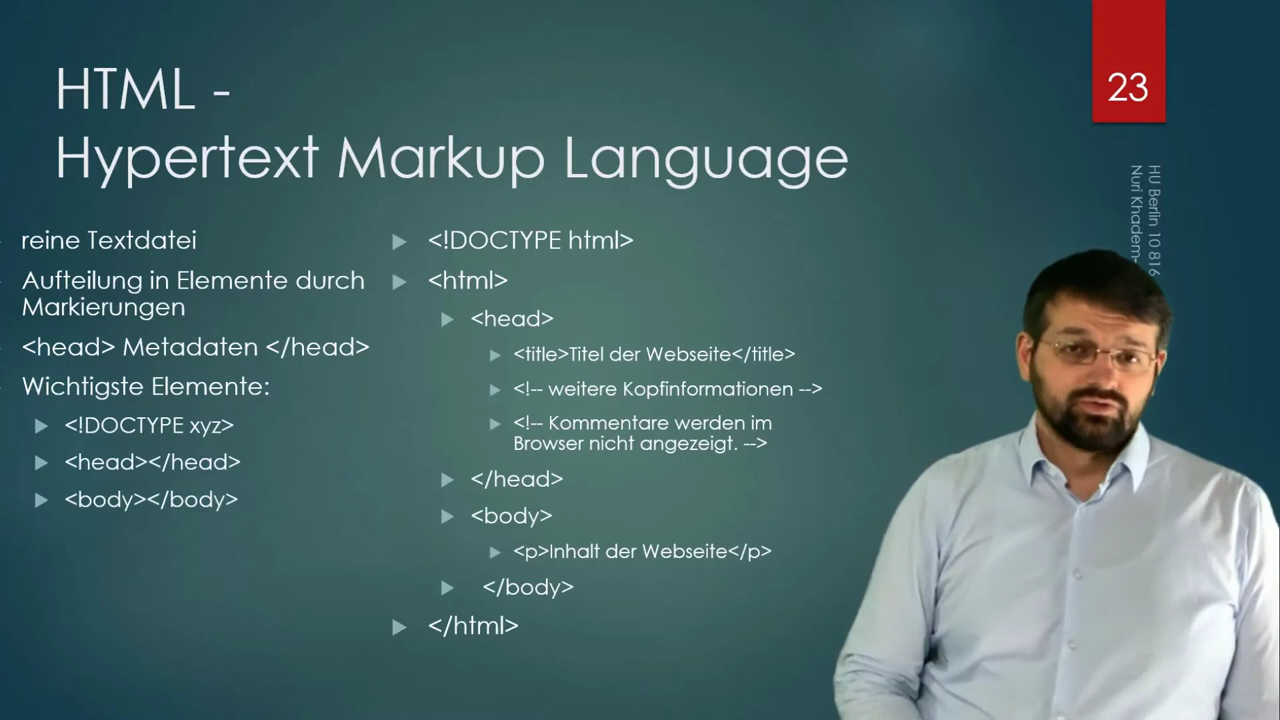 HTML -
Hypertext Markup Language
23
HU Berlin 10 816
Nuri Khadem-
reine Textdatei
Aufteilung in Elemente durch
Markierungen
<head> Metadaten </head>
Wichtigste Elemente:
<!DOCTYPE xyz>
<head></head>
<body></body>
<!DOCTYPE html>
<html>
<head>
<title>Titel der Webseite</title>
<!-- weitere Kopfinformationen -->
<!-- Kommentare werden im
Browser nicht angezeigt. -->
</head>
<body>
<p>Inhalt der Webseite</p>
</body>
</html>